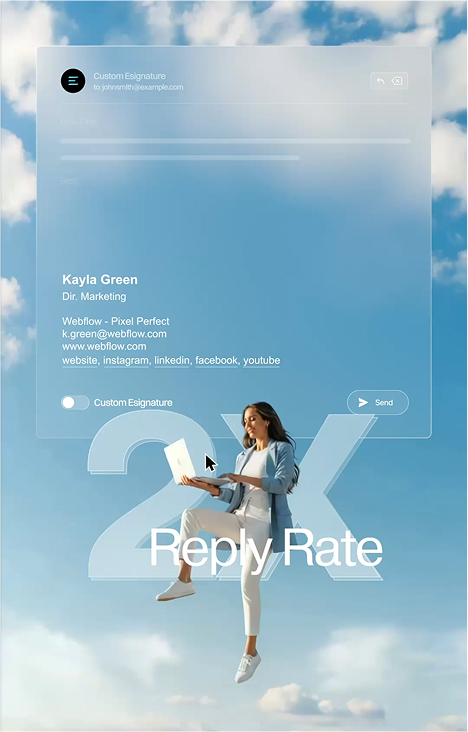 Custom Esignature
to johnsmith@example.com
Kayla Green
Dir. Marketing
Webflow - Pixel Perfect
k.green@webflow.com
www.webflow.com
website, instagram, linkedin, facebook, youtube
Custom Esignature
Send
2X
Reply Rate